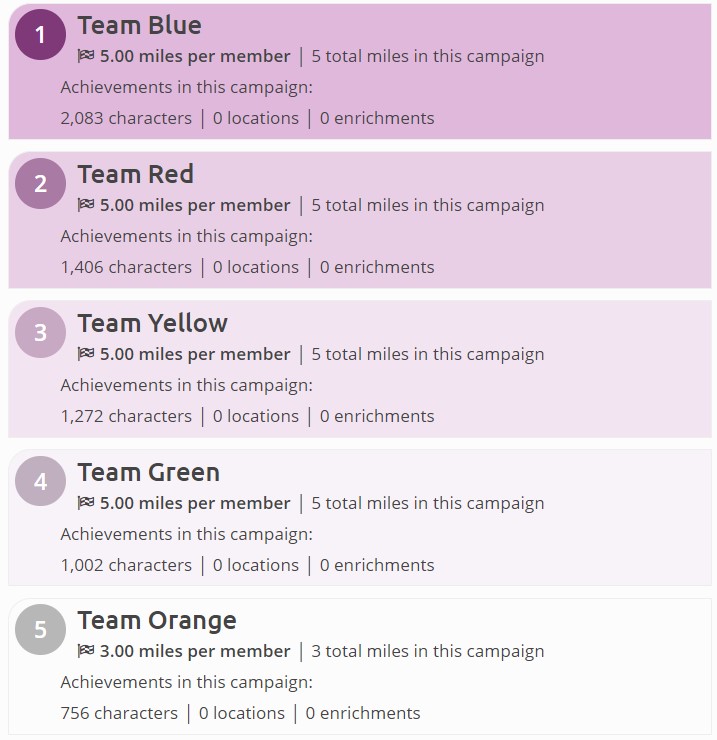 1
Team Blue
5.00 miles per member | 5 total miles in this campaign
Achievements in this campaign:
2,083 characters | 0 locations | 0 enrichments
2
Team Red
5.00 miles per member | 5 total miles in this campaign
Achievements in this campaign:
1,406 characters | 0 locations | 0 enrichments
3
Team Yellow
5.00 miles per member | 5 total miles in this campaign
Achievements in this campaign:
1,272 characters | 0 locations | 0 enrichments
4
Team Green
5.00 miles per member | 5 total miles in this campaign
Achievements in this campaign:
1,002 characters | 0 locations | 0 enrichments
5
Team Orange
3.00 miles per member | 3 total miles in this campaign
Achievements in this campaign:
756 characters | 0 locations | 0 enrichments